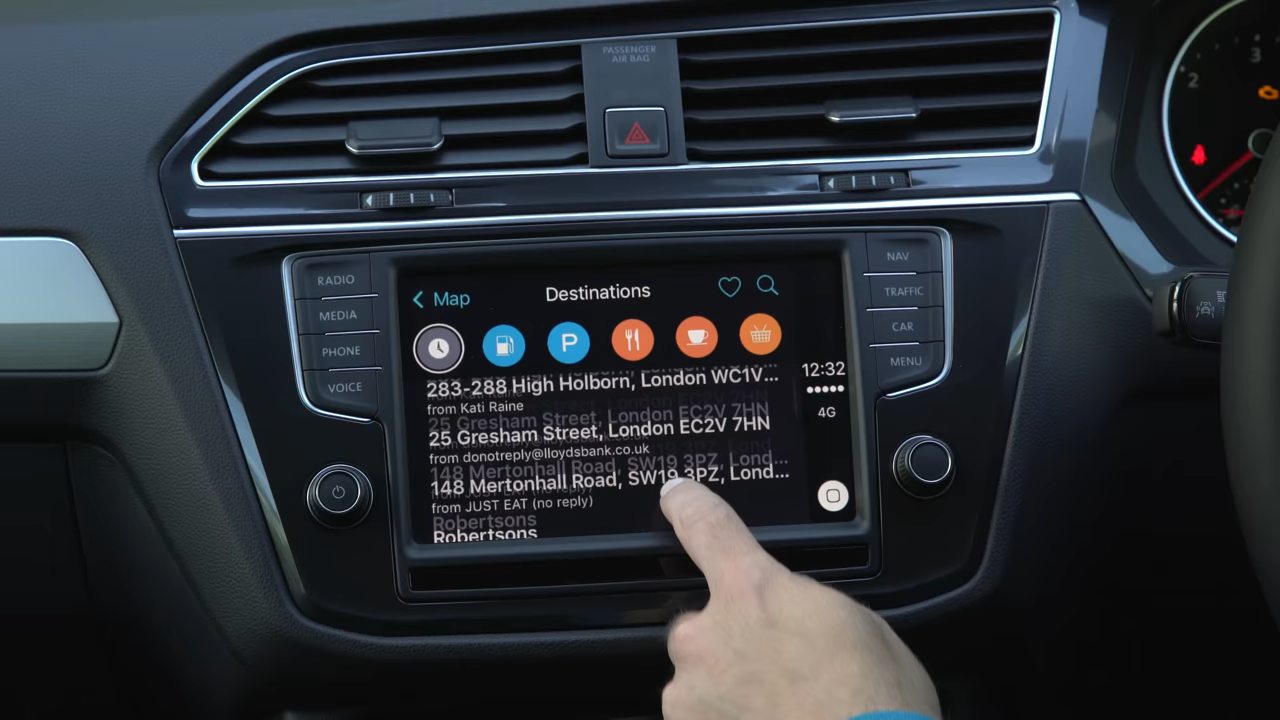 PASSENGER
AIR BAG
2
3
RADIO
MEDIA
PHONE
VOICE
NAV
TRAFFIC
CAR
MENU
Map
Destinations
P
283-288 High Holborn, London WC1V...
from Kati Raine
25 Gresham Street, London EC2V 7HN
from donotreply@lloydsbank.co.uk
148 Mertonhall Road, SW19 3PZ, Lond...
from JUST EAT (no reply)
Robertsons
12:32
4G